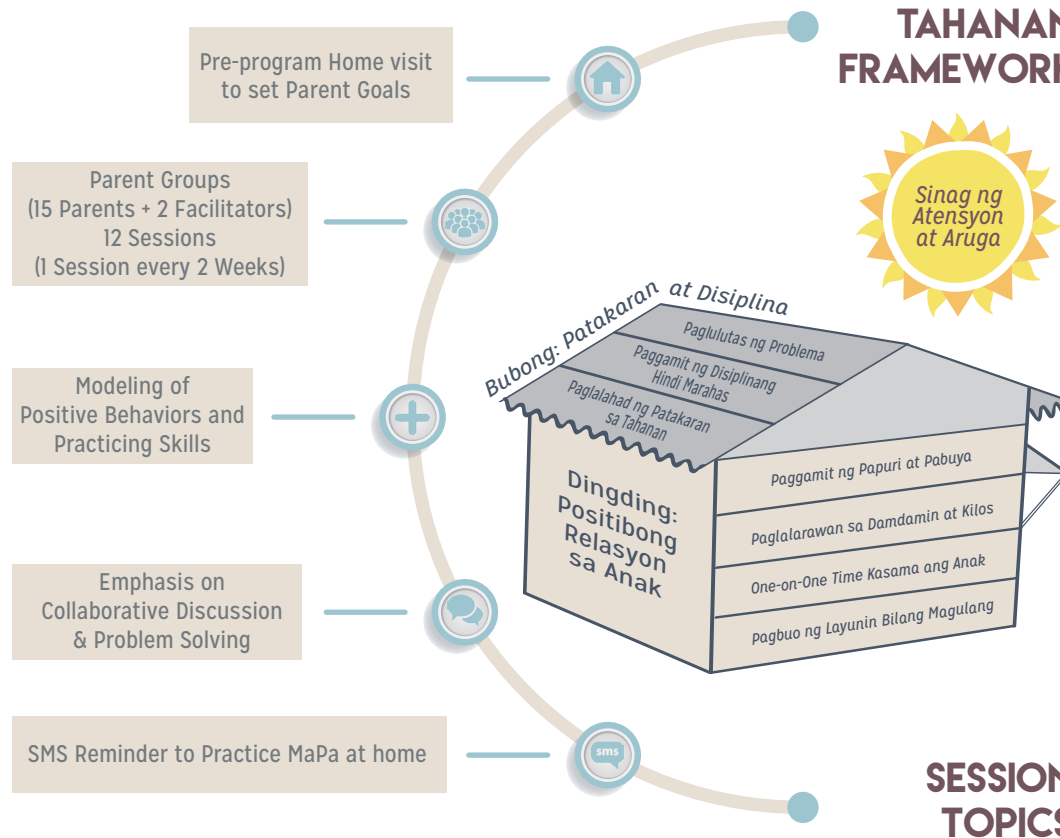 Pre-program Home visit
to set Parent Goals
Parent Groups
(15 Parents + 2 Facilitators)
12 Sessions
(1 Session every 2 Weeks)
Modeling of
Positive Behaviors and
Practicing Skills
Emphasis on
Collaborative Discussion
& Problem Solving
sms
SMS Reminder to Practice MaPa at home
TAHANAN
FRAMEWORK
Sinag ng
Atensyon
at Aruga
Bubong: Patakaran at Disiplina
Paglulutas ng Problema
Paggamit ng Disiplinang
Hindi Marahas
Paglalahad ng Patakaran
sa Tahanan
Dingding:
Positibong
Relasyon
sa Anak
Paggamit ng Papuri at Pabuya
Paglalarawan sa Damdamin at Kilos
One-on-One Time Kasama ang Anak
Pagbuo ng Layunin Bilang Magulang
SESSION
TOPICS